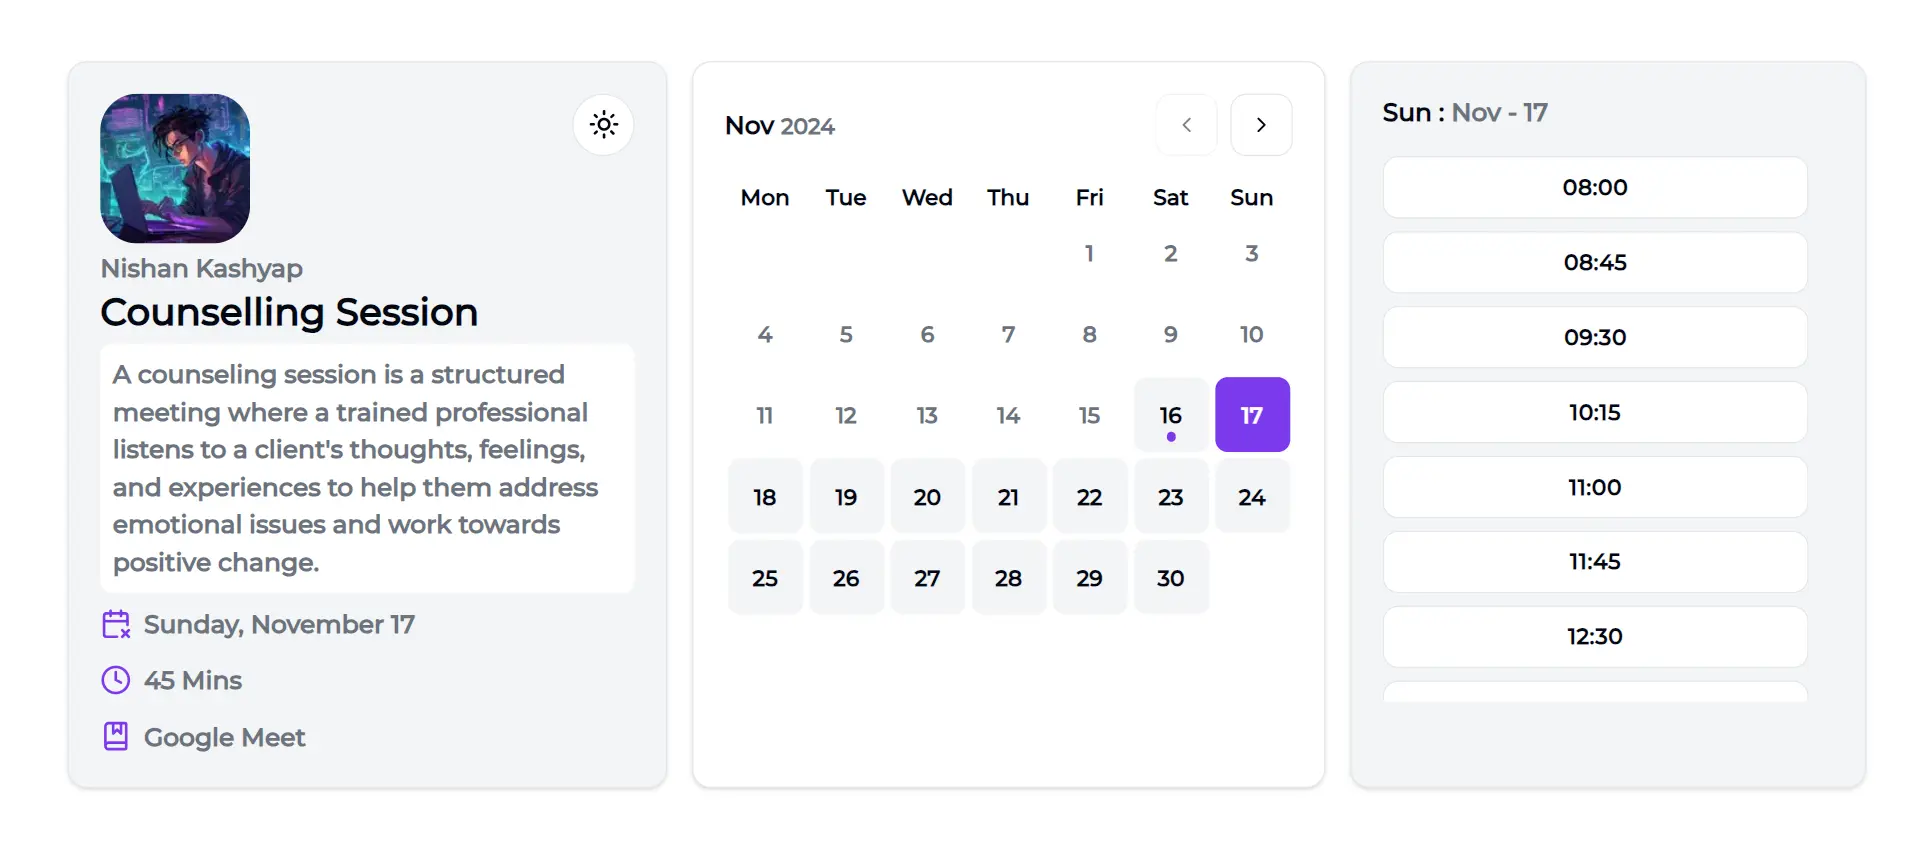 Nishan Kashyap
Counselling Session
A counseling session is a structured
meeting where a trained professional
listens to a client's thoughts, feelings,
and experiences to help them address
emotional issues and work towards
positive change.
Sunday, November 17
45 Mins
Google Meet
Nov 2024
Mon Tue Wed Thu Fri Sat Sun
1 2 3
4 5 6 7 8 9 10
11 12 13 14 15 16 17
18 19 20 21 22 23 24
25 26 27 28 29 30
Sun : Nov - 17
08:00
08:45
09:30
10:15
11:00
11:45
12:30